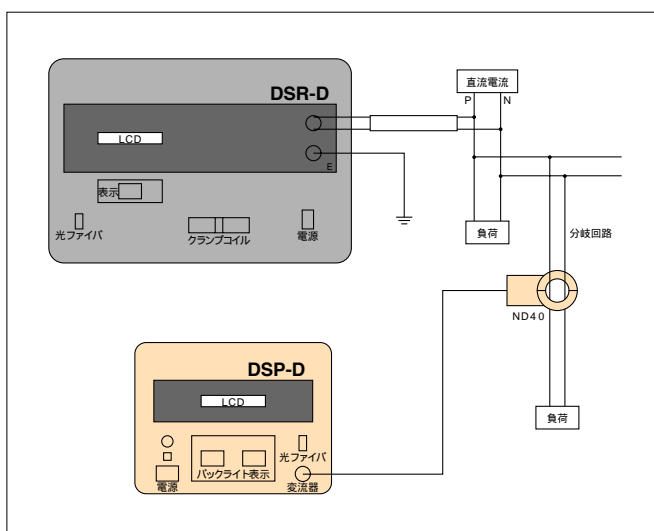 DSR-D
LCD
E
表示
光ファイバ
クランプコイル
電源
直流電流
P N
負荷
分岐回路
ND40
負荷
DSP-D
LCD
光ファイバ
バックライト表示
電源
変流器